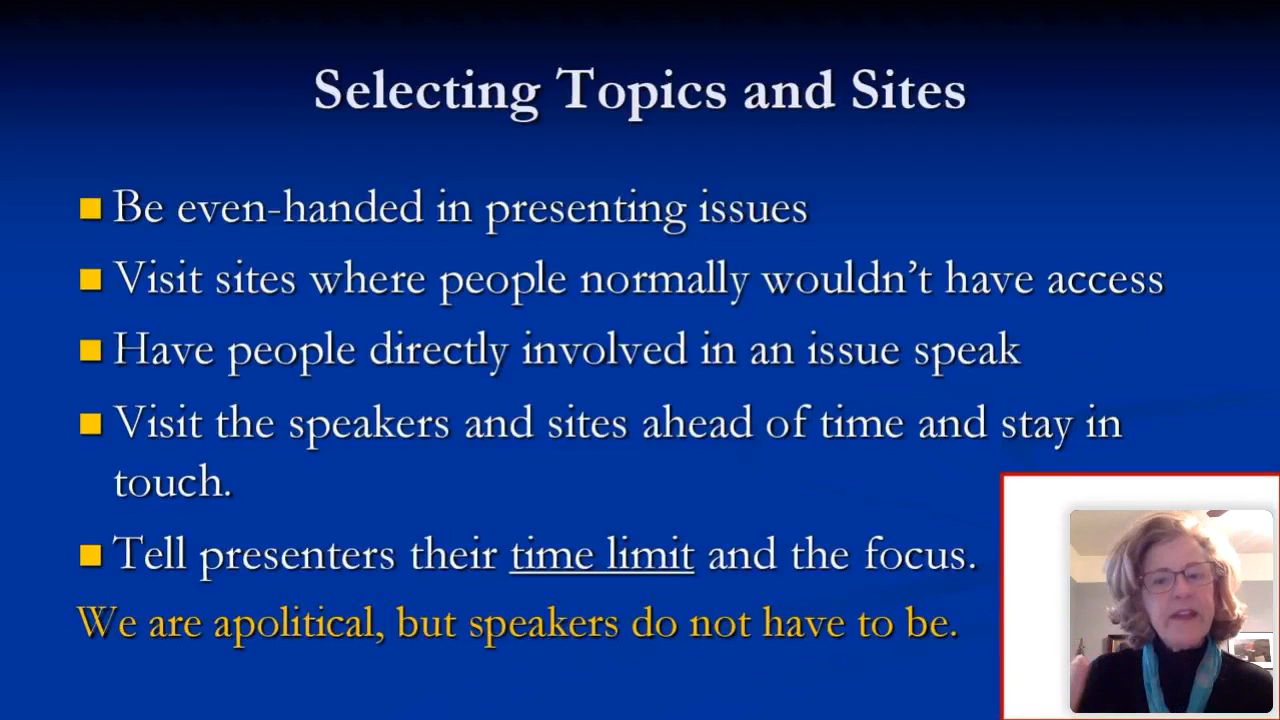 Selecting Topics and Sites
Be even-handed in presenting issues
Visit sites where people normally wouldn’t have access
Have people directly involved in an issue speak
Visit the speakers and sites ahead of time and stay in
touch.
Tell presenters their time limit and the focus.
We are apolitical, but speakers do not have to be.